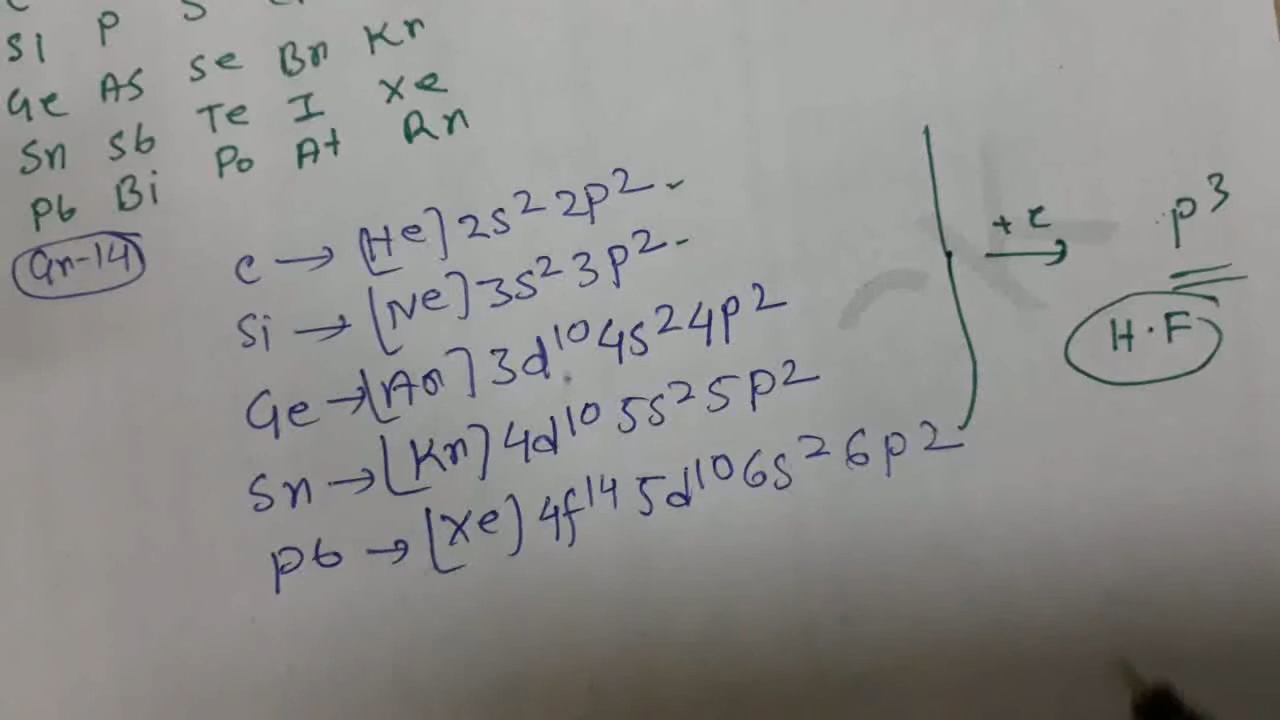 Si P S
Ge As Se Br Kr
Sn Sb Te I Xe
Pb Bi Po At Rn
Gr-14
C → [He] 2s² 2p²
Si → [Ne] 3s² 3p²
Ge → [Ar] 3d¹⁰ 4s² 4p²
Sn → [Kr] 4d¹⁰ 5s² 5p²
Pb → [Xe] 4f¹⁴ 5d¹⁰ 6s² 6p²
+e → p³
H.F